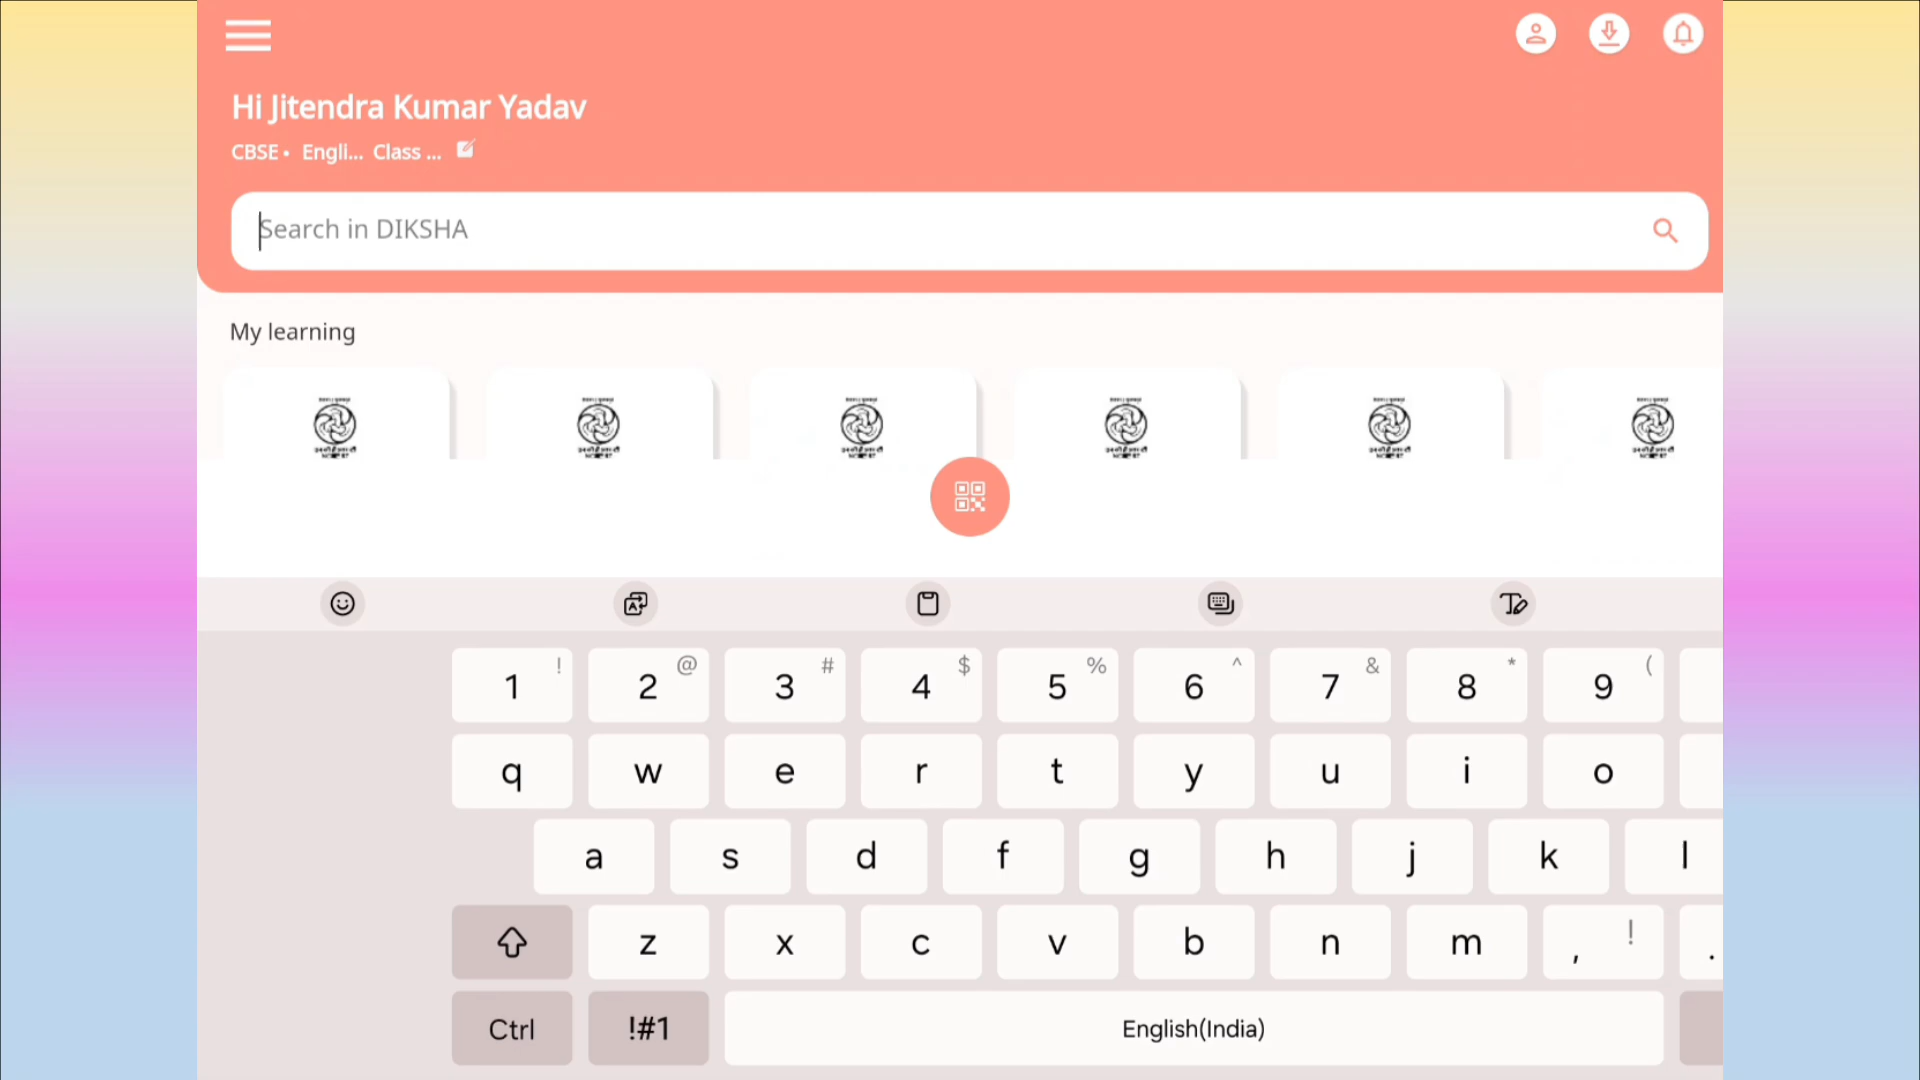 Hi Jitendra Kumar Yadav
CBSE • Engli... Class ...
Search in DIKSHA
My learning
1 ! 2 @ 3 # 4 $ 5 % 6 ^ 7 & 8 * 9 (
q w e r t y u i o
a s d f g h j k l
z x c v b n m , ! .
Ctrl !#1 English(India)